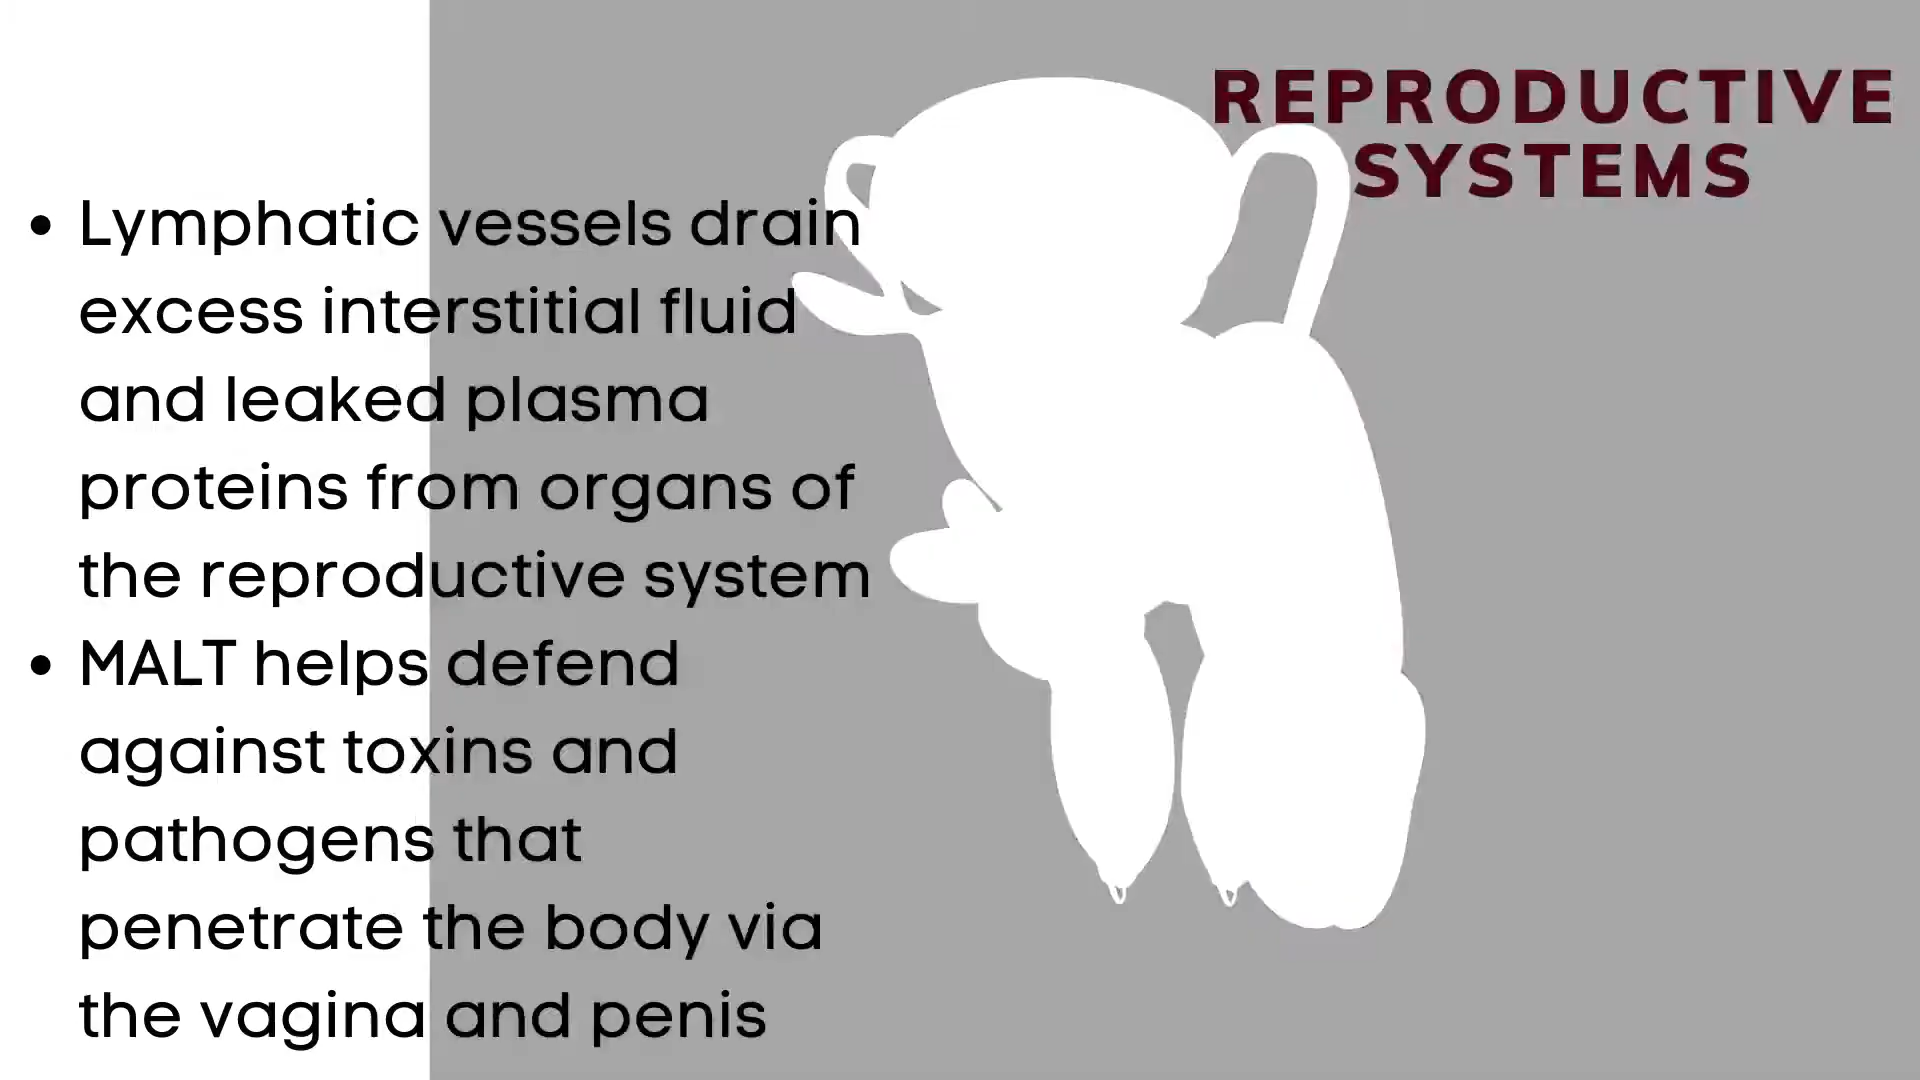 REPRODUCTIVE
SYSTEMS
• Lymphatic vessels drain
excess interstitial fluid
and leaked plasma
proteins from organs of
the reproductive system
• MALT helps defend
against toxins and
pathogens that
penetrate the body via
the vagina and penis